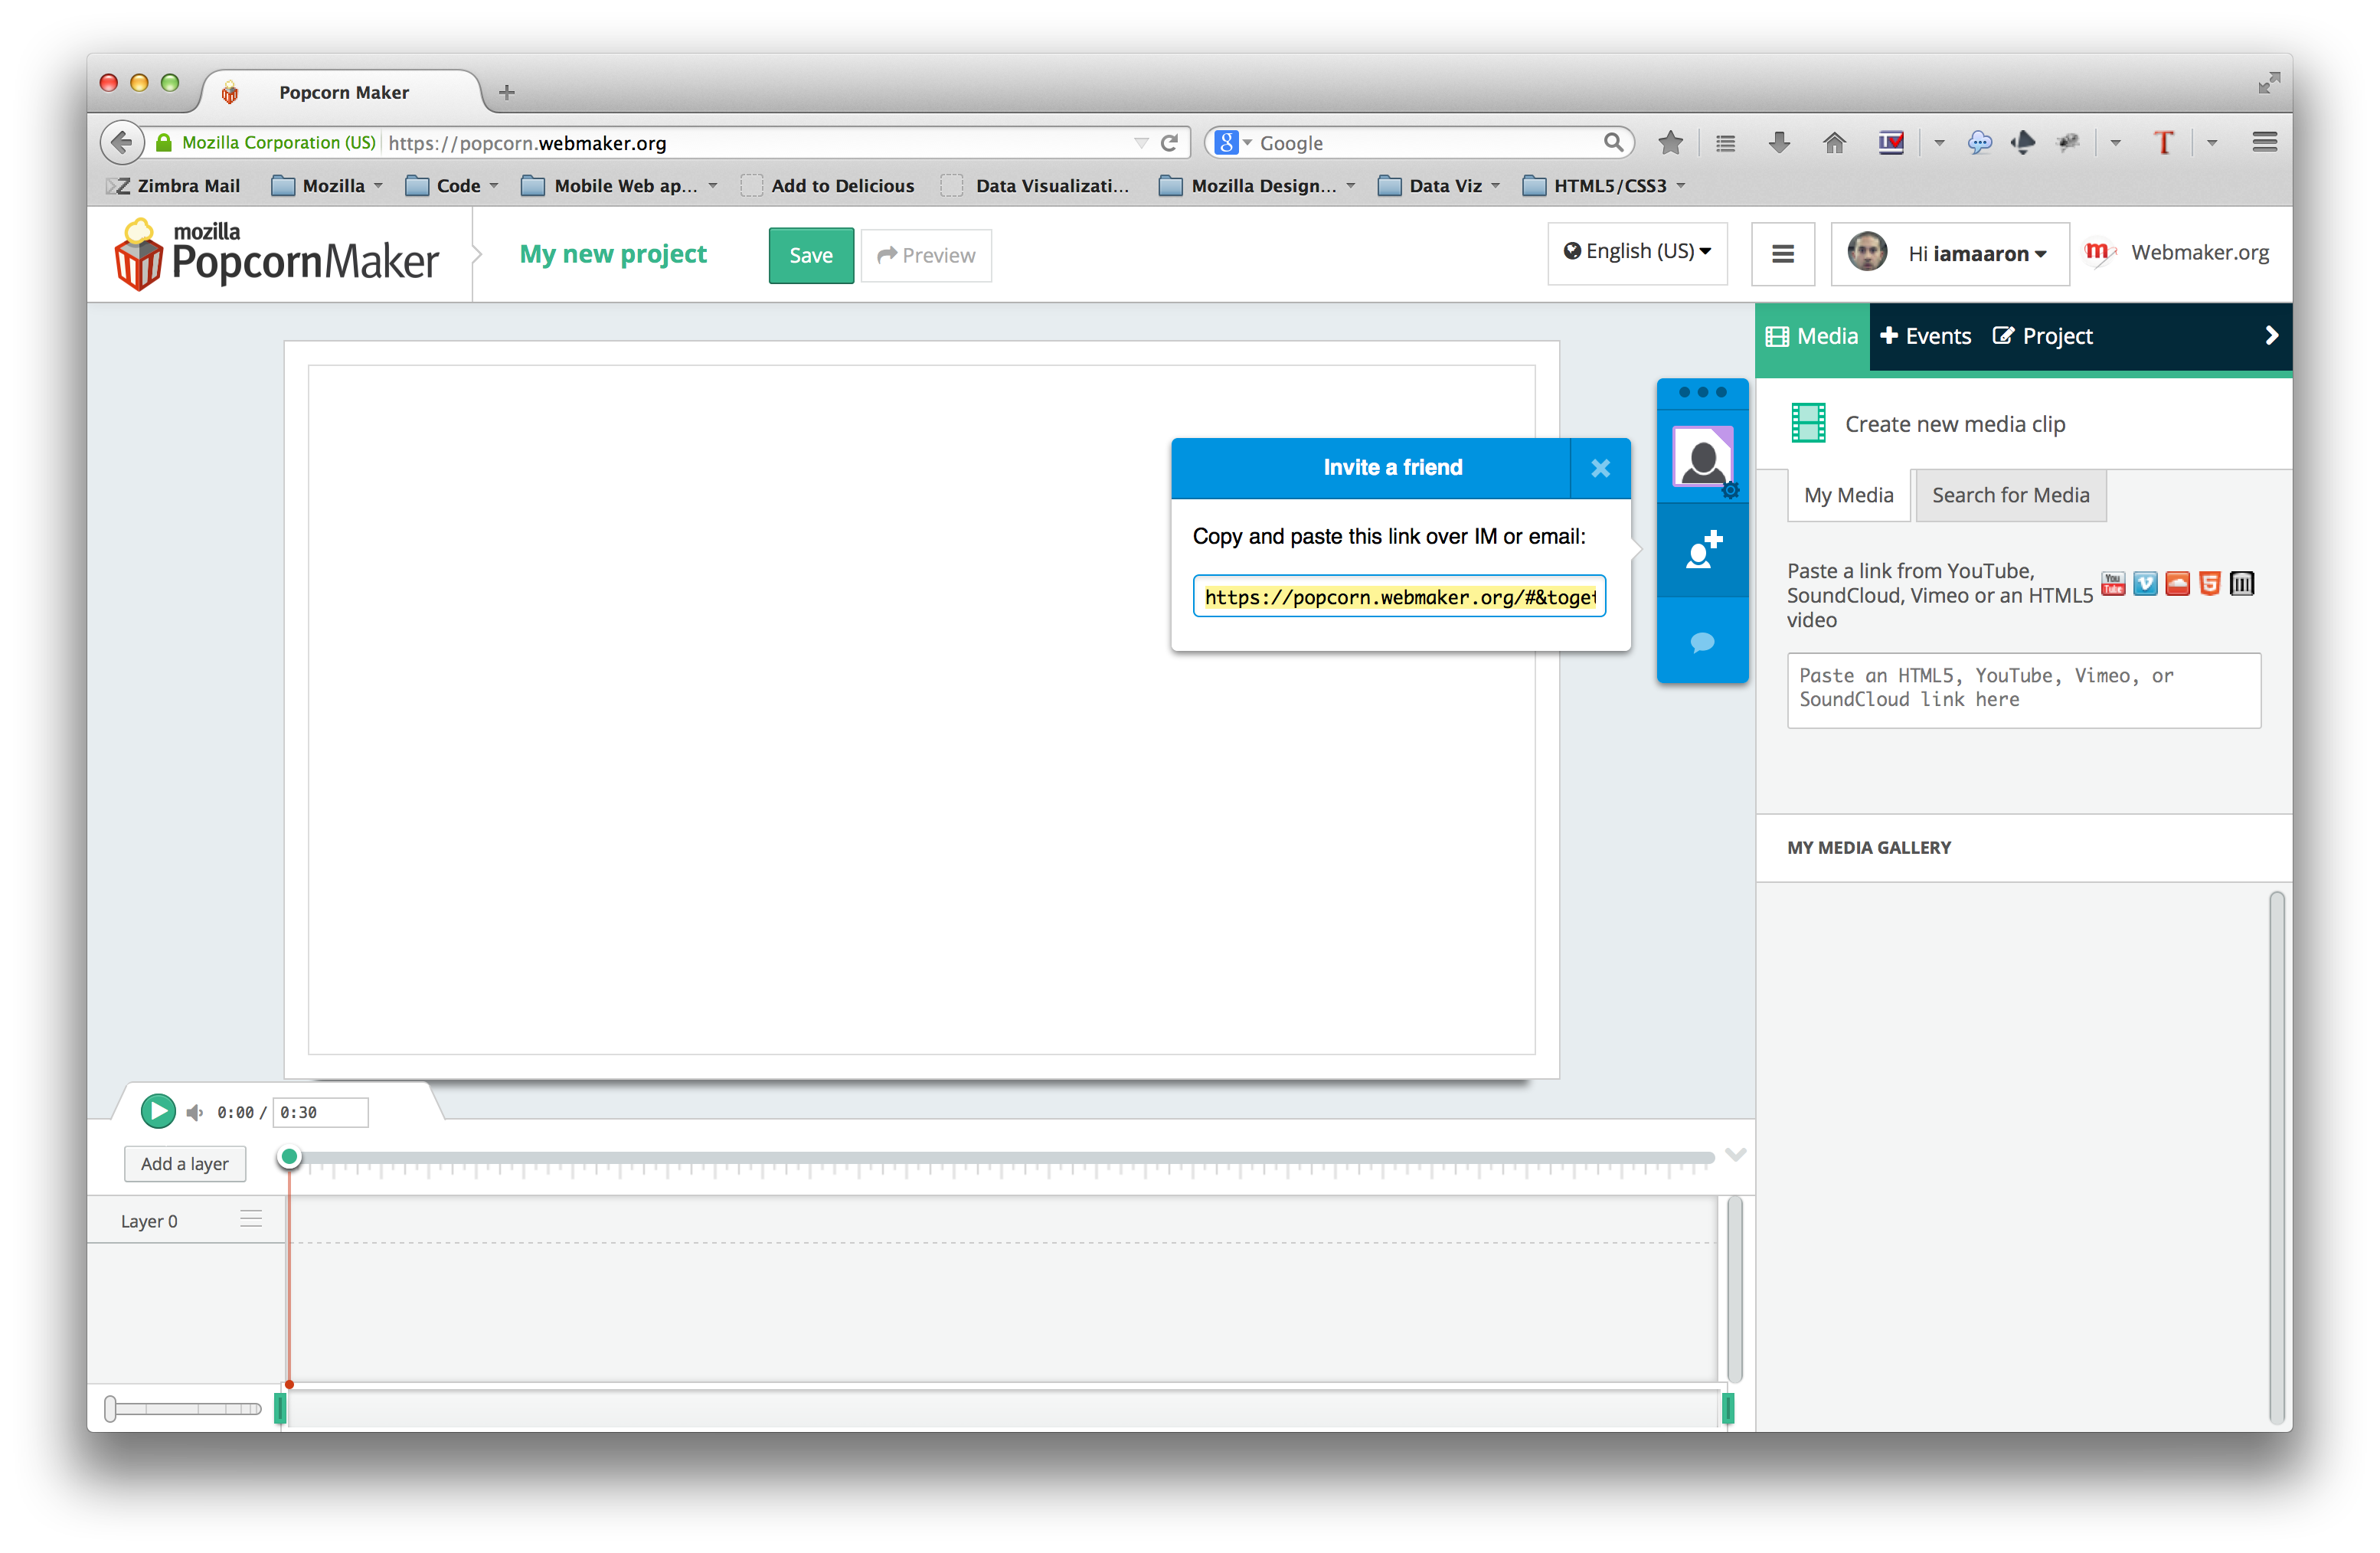 Popcorn Maker
Mozilla Corporation (US) https://popcorn.webmaker.org
Google
Zimbra Mail Mozilla Code Mobile Web ap... Add to Delicious Data Visualizati... Mozilla Design... Data Viz HTML5/CSS3
mozilla
PopcornMaker
My new project
Save
Preview
English (US)
Hi iamaaron
Webmaker.org
Media Events Project
Create new media clip
My Media Search for Media
Paste a link from YouTube,
SoundCloud, Vimeo or an HTML5
video
Paste an HTML5, YouTube, Vimeo, or
SoundCloud link here
MY MEDIA GALLERY
Invite a friend
Copy and paste this link over IM or email:
https://popcorn.webmaker.org/#&toget
0:00 / 0:30
Add a layer
Layer 0